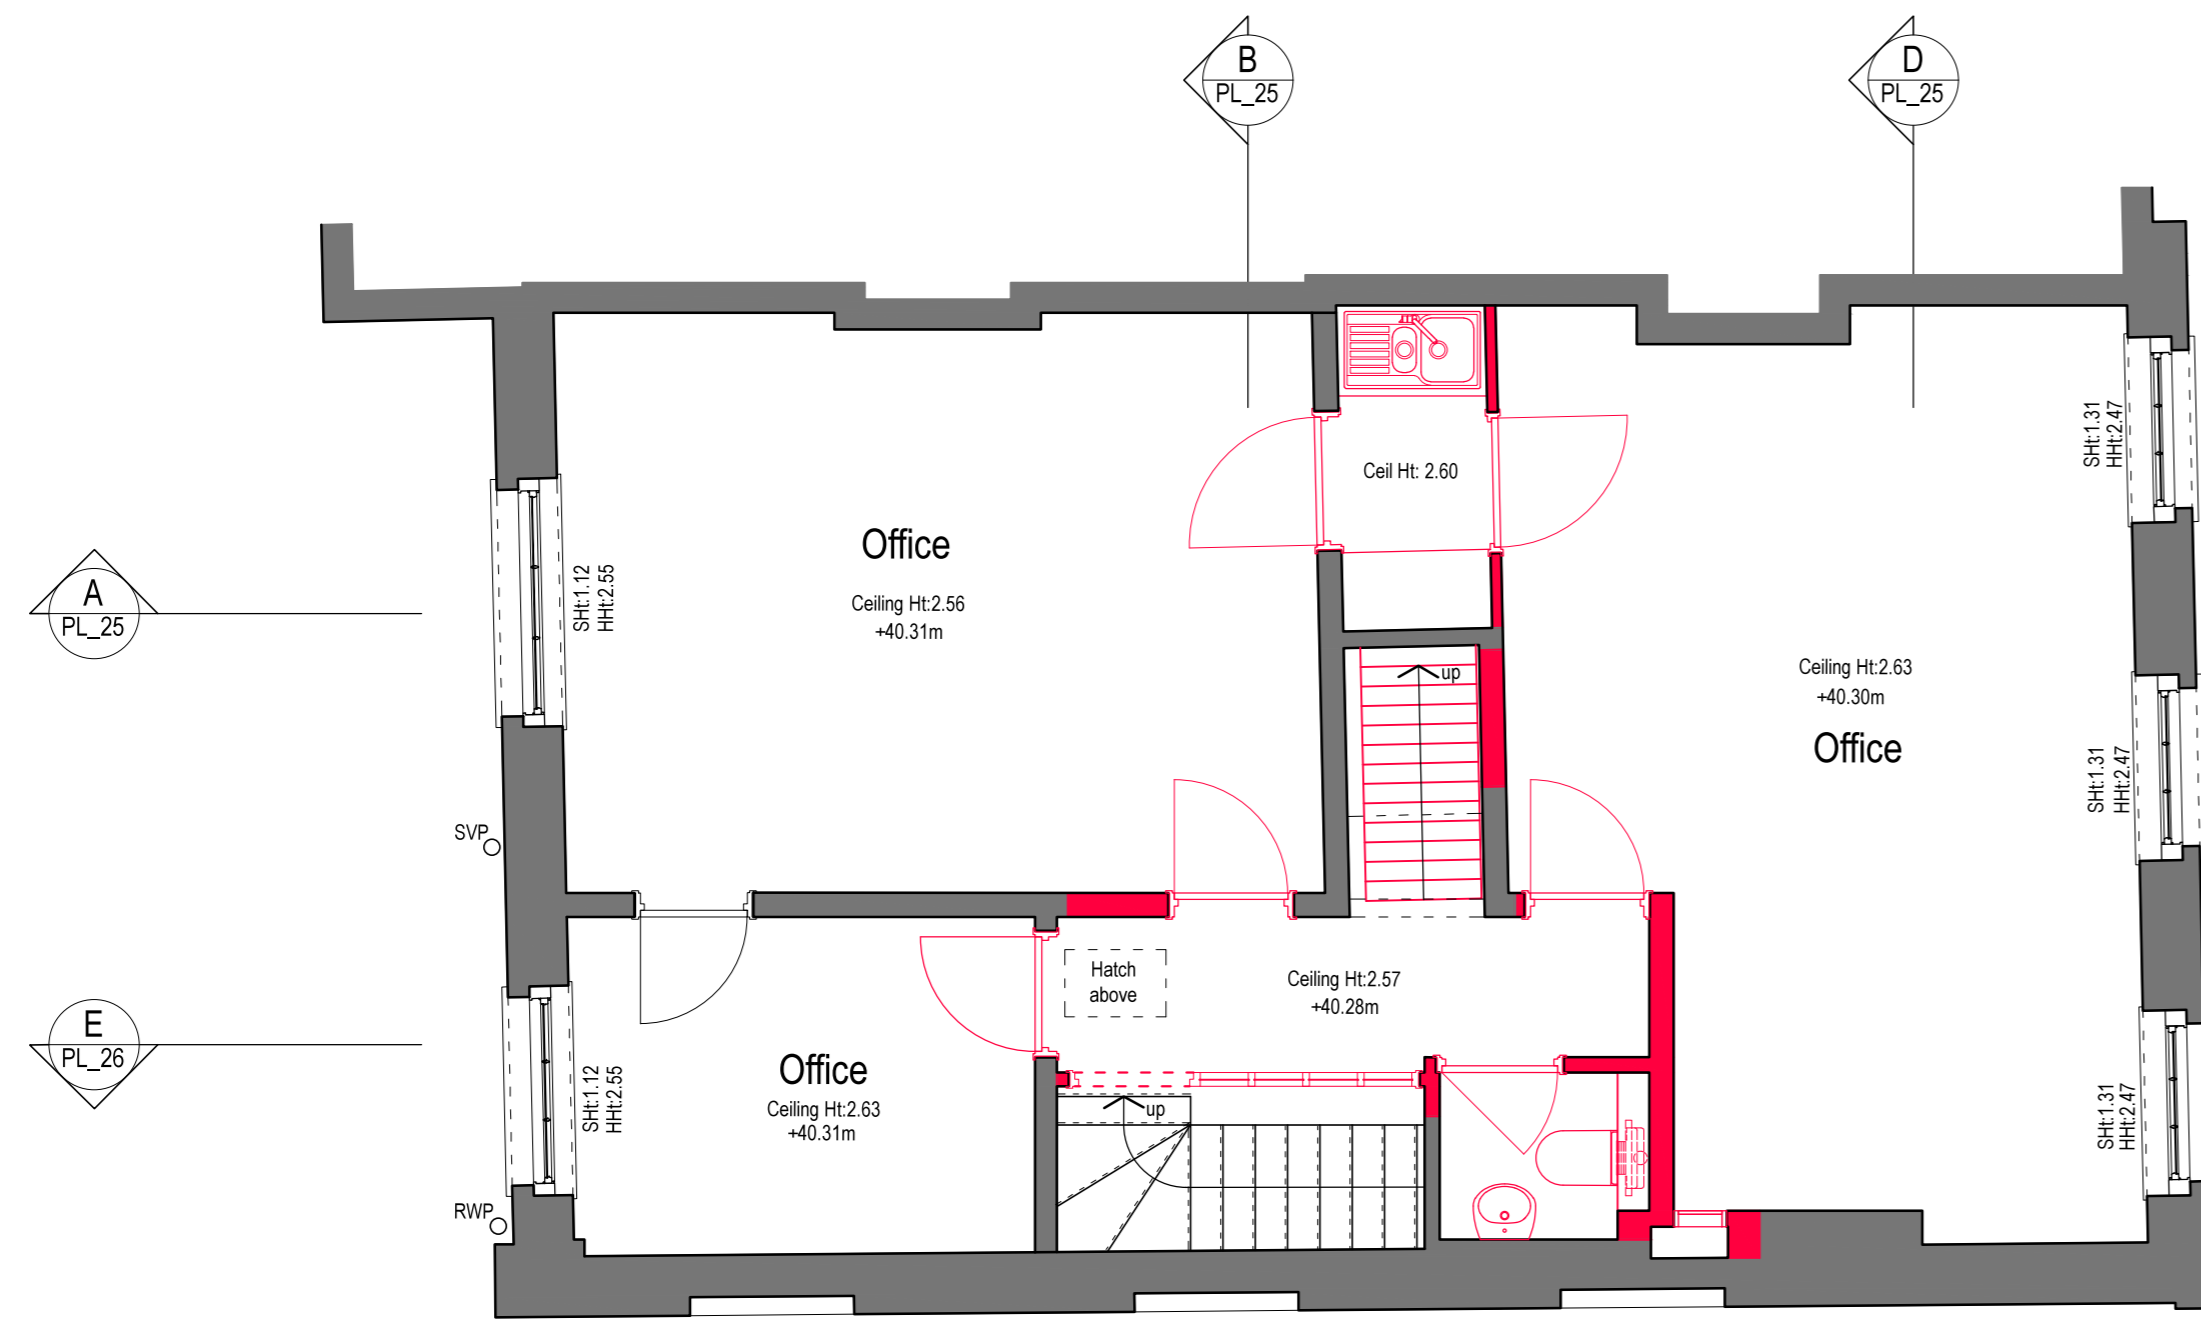 B
PL_25
D
PL_25
SHt:1.31
HHt:2.47
Ceil Ht: 2.60
Office
Ceiling Ht:2.56
+40.31m
SHt:1.12
HHt:2.55
A
PL_25
up
Ceiling Ht:2.63
+40.30m
Office
SHt:1.31
HHt:2.47
SVP
Hatch
above
Ceiling Ht:2.57
+40.28m
E
PL_26
Office
Ceiling Ht:2.63
+40.31m
SHt:1.12
HHt:2.55
up
SHt:1.31
HHt:2.47
RWP